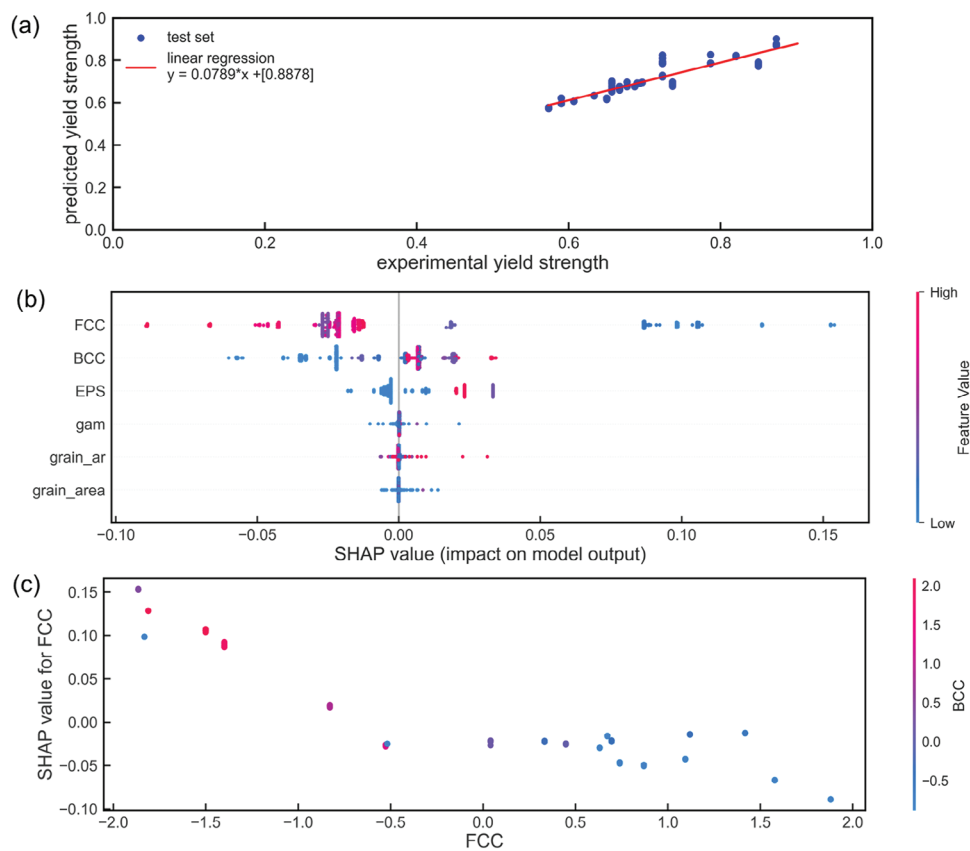 (a)
1.0
0.8
0.6
0.4
0.2
0.0
predicted yield strength
test set
linear regression
y = 0.0789*x +[0.8878]
0.0 0.2 0.4 0.6 0.8 1.0
experimental yield strength
(b)
FCC
BCC
EPS
gam
grain_ar
grain_area
−0.10 −0.05 0.00 0.05 0.10 0.15
SHAP value (impact on model output)
High
Low
Feature Value
(c)
0.15
0.10
0.05
0.00
−0.05
−0.10
SHAP value for FCC
−2.0 −1.5 −1.0 −0.5 0.0 0.5 1.0 1.5 2.0
FCC
2.0
1.5
1.0
0.5
0.0
−0.5
BCC